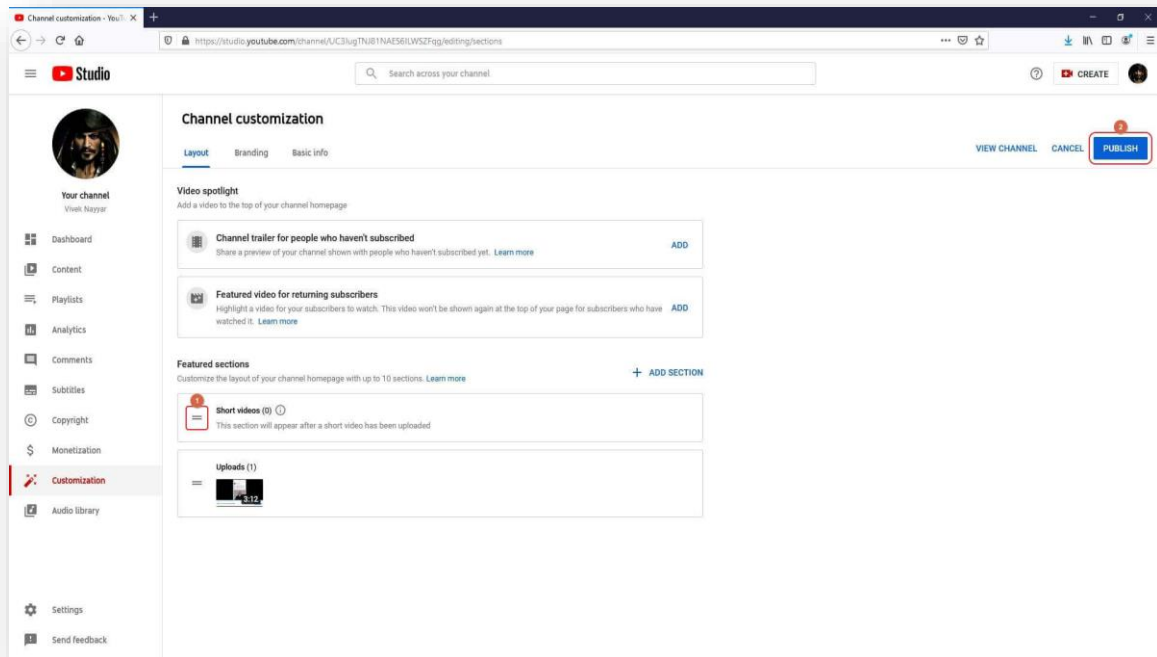 Channel customization - YouTu
https://studio.youtube.com/channel/UC3lugTNJ81NAES6ILWSZFqg/editing/sections
Studio
Search across your channel
CREATE
Channel customization
2
Layout
Branding
Basic info
VIEW CHANNEL
CANCEL
PUBLISH
Your channel
Vivek Nayyar
Dashboard
Content
Playlists
Analytics
Comments
Subtitles
Copyright
Monetization
Customization
Audio library
Settings
Send feedback
Video spotlight
Add a video to the top of your channel homepage
Channel trailer for people who haven't subscribed
Share a preview of your channel shown with people who haven't subscribed yet. Learn more
ADD
Featured video for returning subscribers
Highlight a video for your subscribers to watch. This video won't be shown again at the top of your page for subscribers who have
watched it. Learn more
ADD
Featured sections
Customize the layout of your channel homepage with up to 10 sections. Learn more
+ ADD SECTION
1
Short videos (0)
This section will appear after a short video has been uploaded
Uploads (1)
3:12